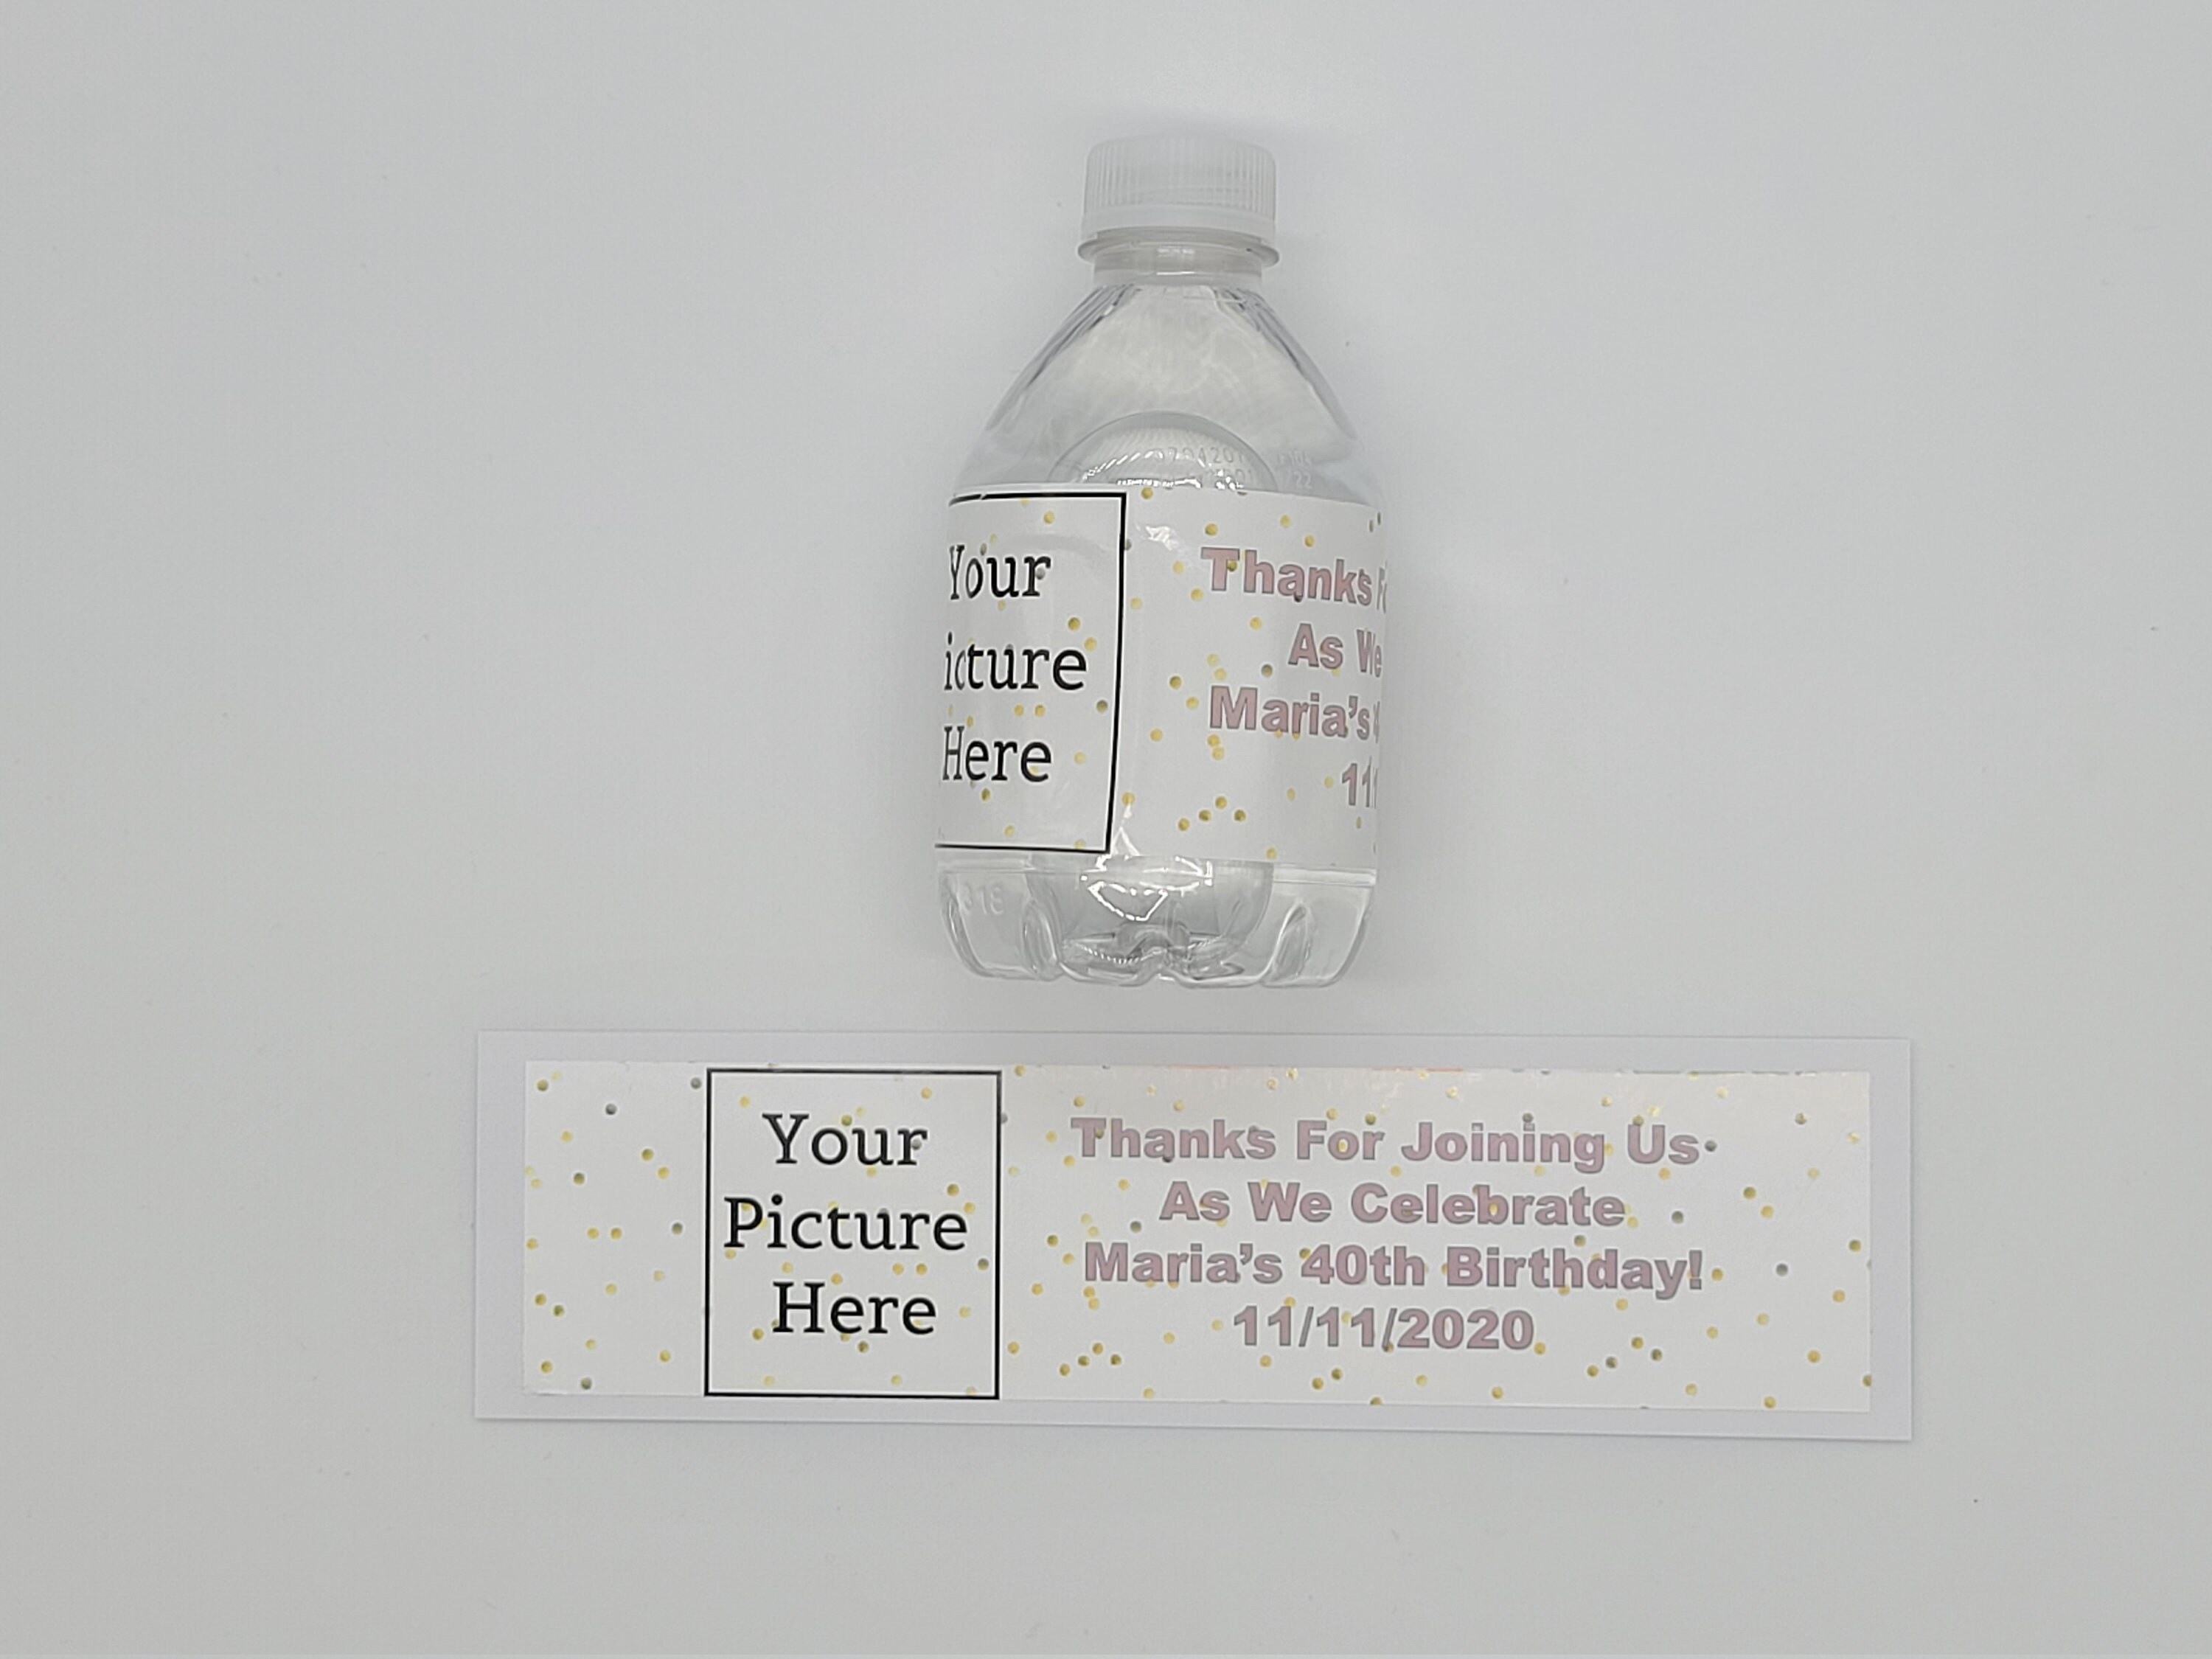 Your
icture
Here
Thanks
As We
Maria's
11
318
Your
Picture
Here
Thanks For Joining Us
As We Celebrate
Maria's 40th Birthday!
11/11/2020